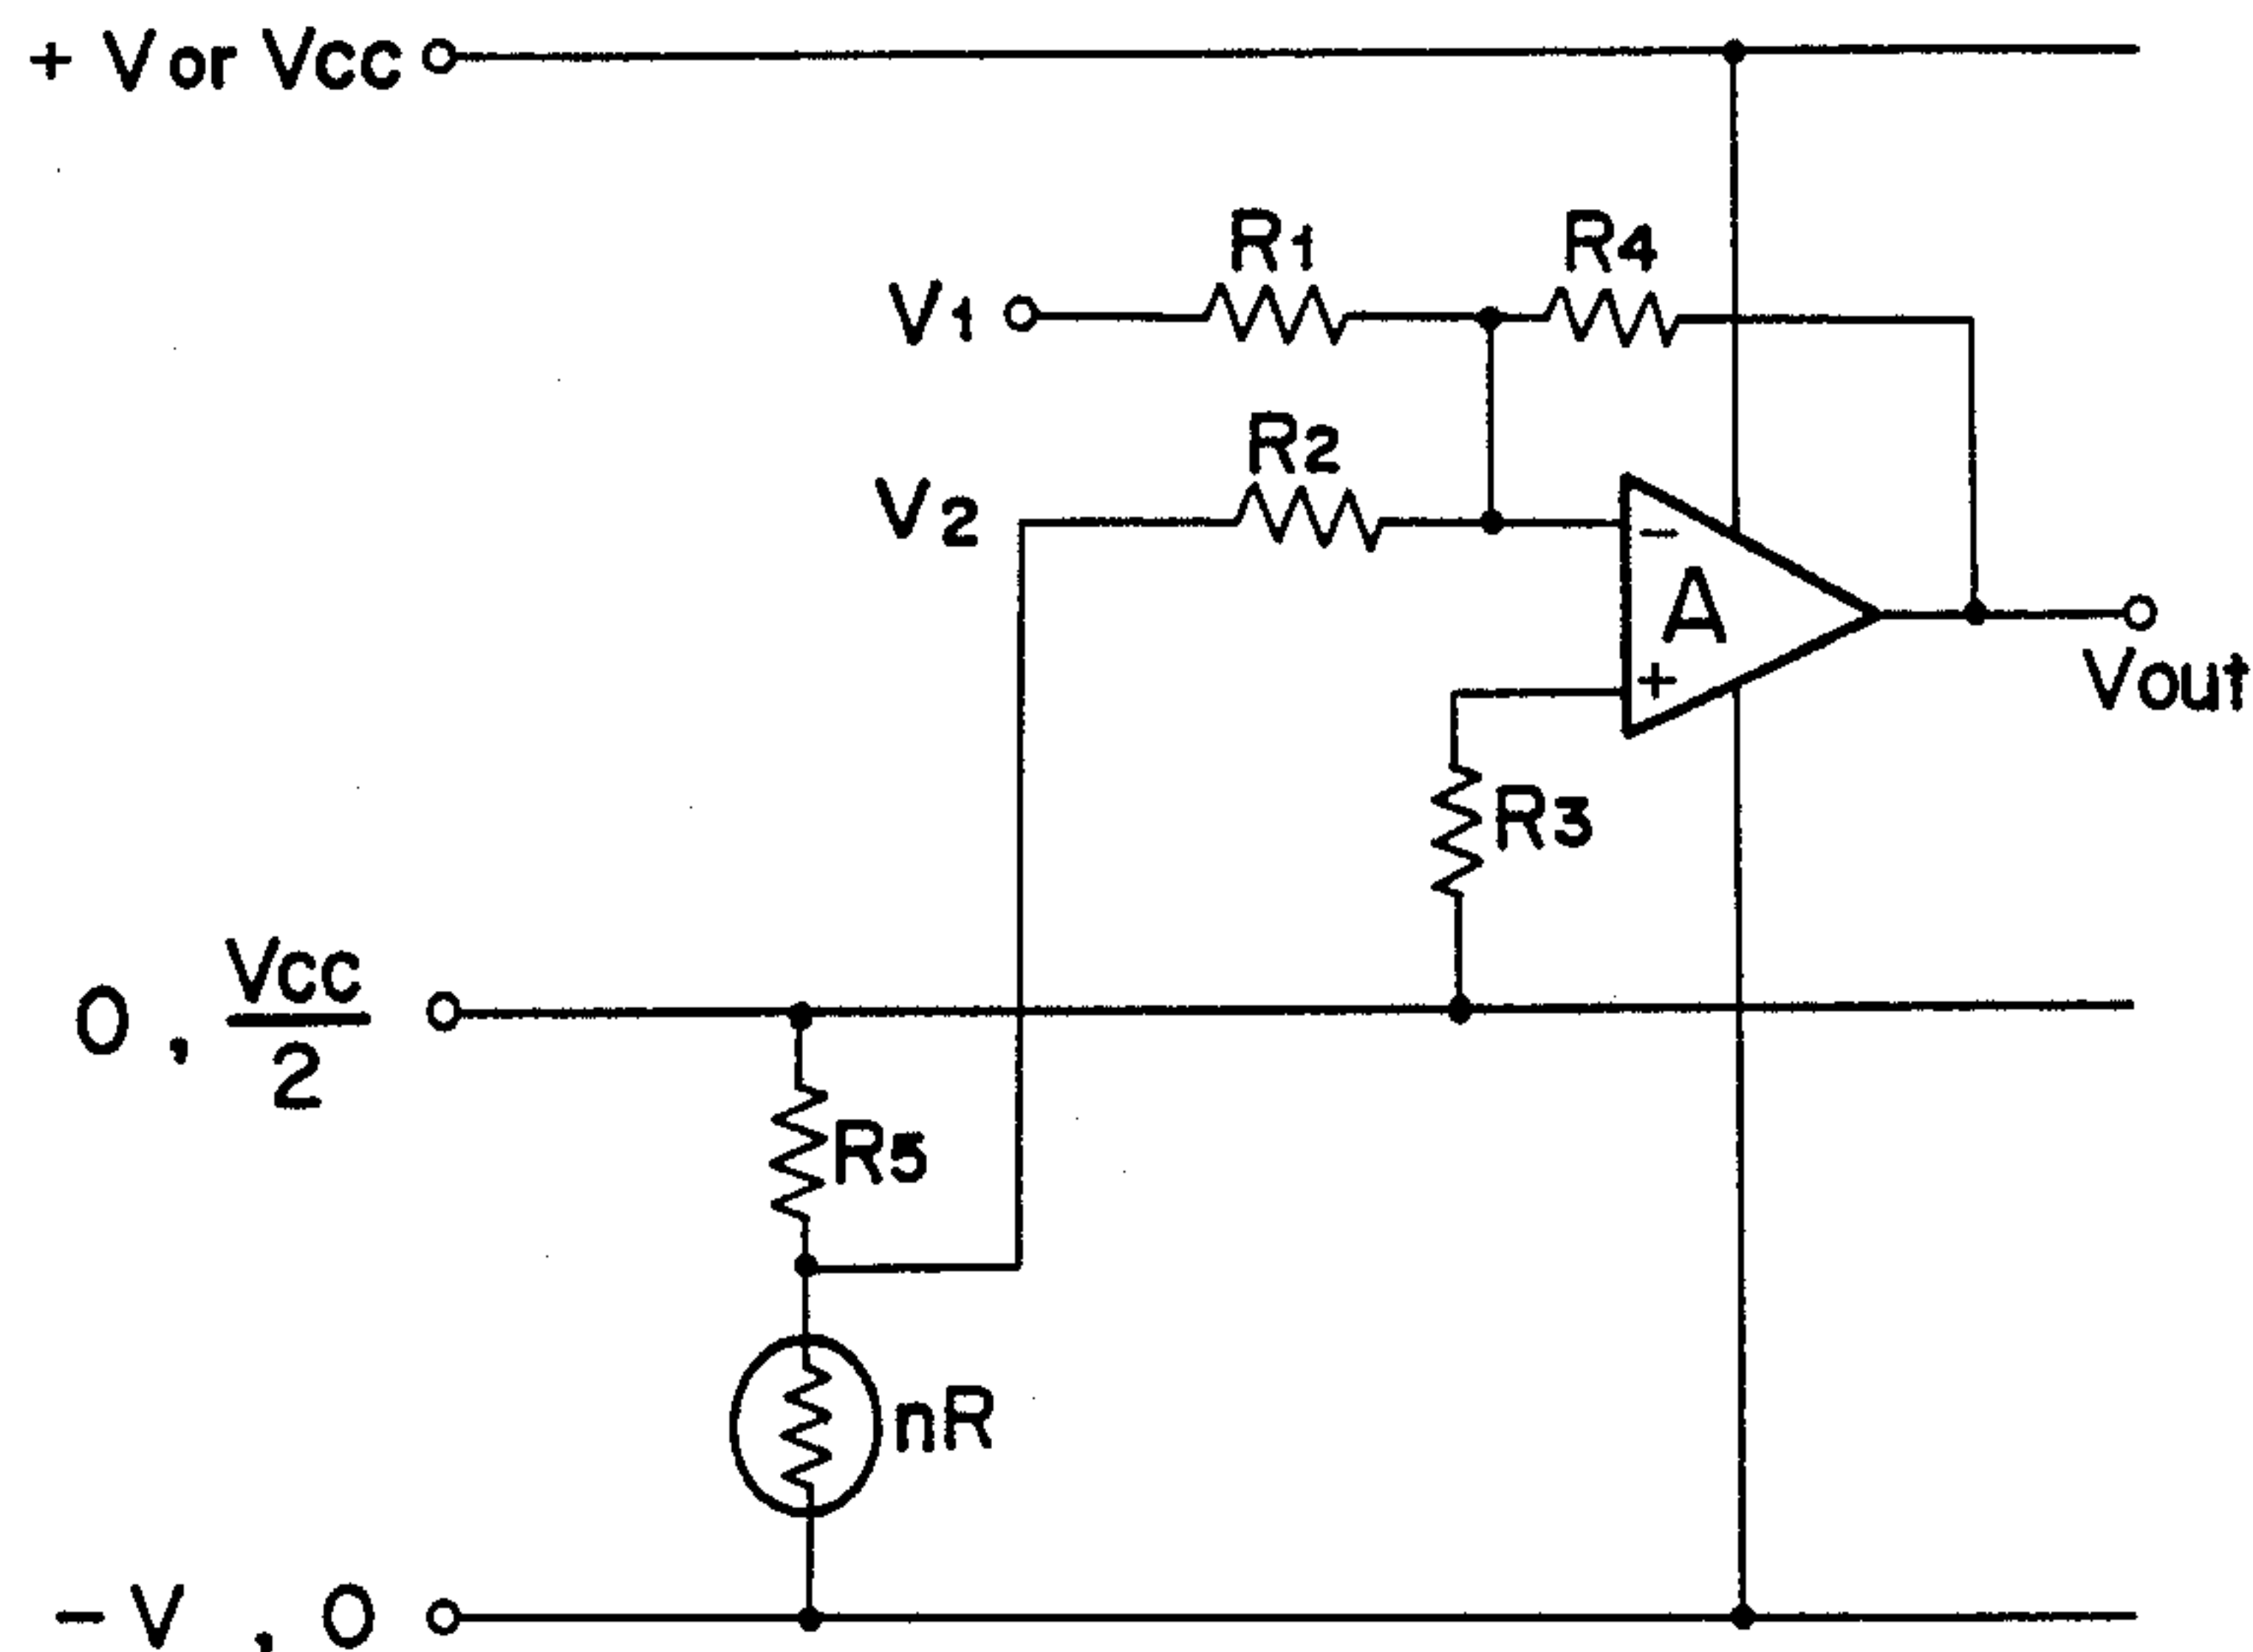 + V or Vcc
R1
R4
V1
R2
V2
-
A
+
Vout
R3
0 , Vcc
2
R5
nR
- V , 0